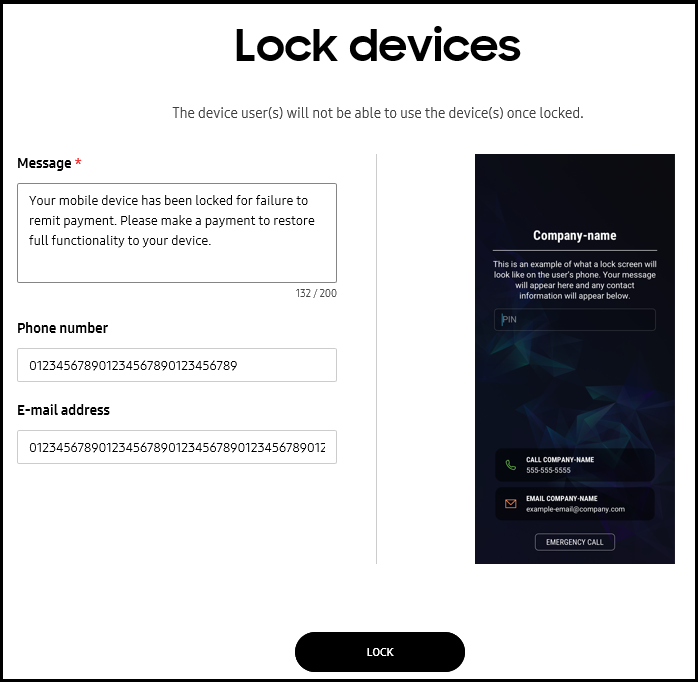 Lock devices
The device user(s) will not be able to use the device(s) once locked.
Message *
Your mobile device has been locked for failure to
remit payment. Please make a payment to restore
full functionality to your device.
132 / 200
Phone number
012345678901234567890123456789
E-mail address
0123456789012345678901234567890123456789012
Company-name
This is an example of what a lock screen will
look like on the user's phone. Your message
will appear here and any contact
information will appear below.
PIN
CALL COMPANY-NAME
555-555-5555
EMAIL COMPANY-NAME
example-email@company.com
EMERGENCY CALL
LOCK